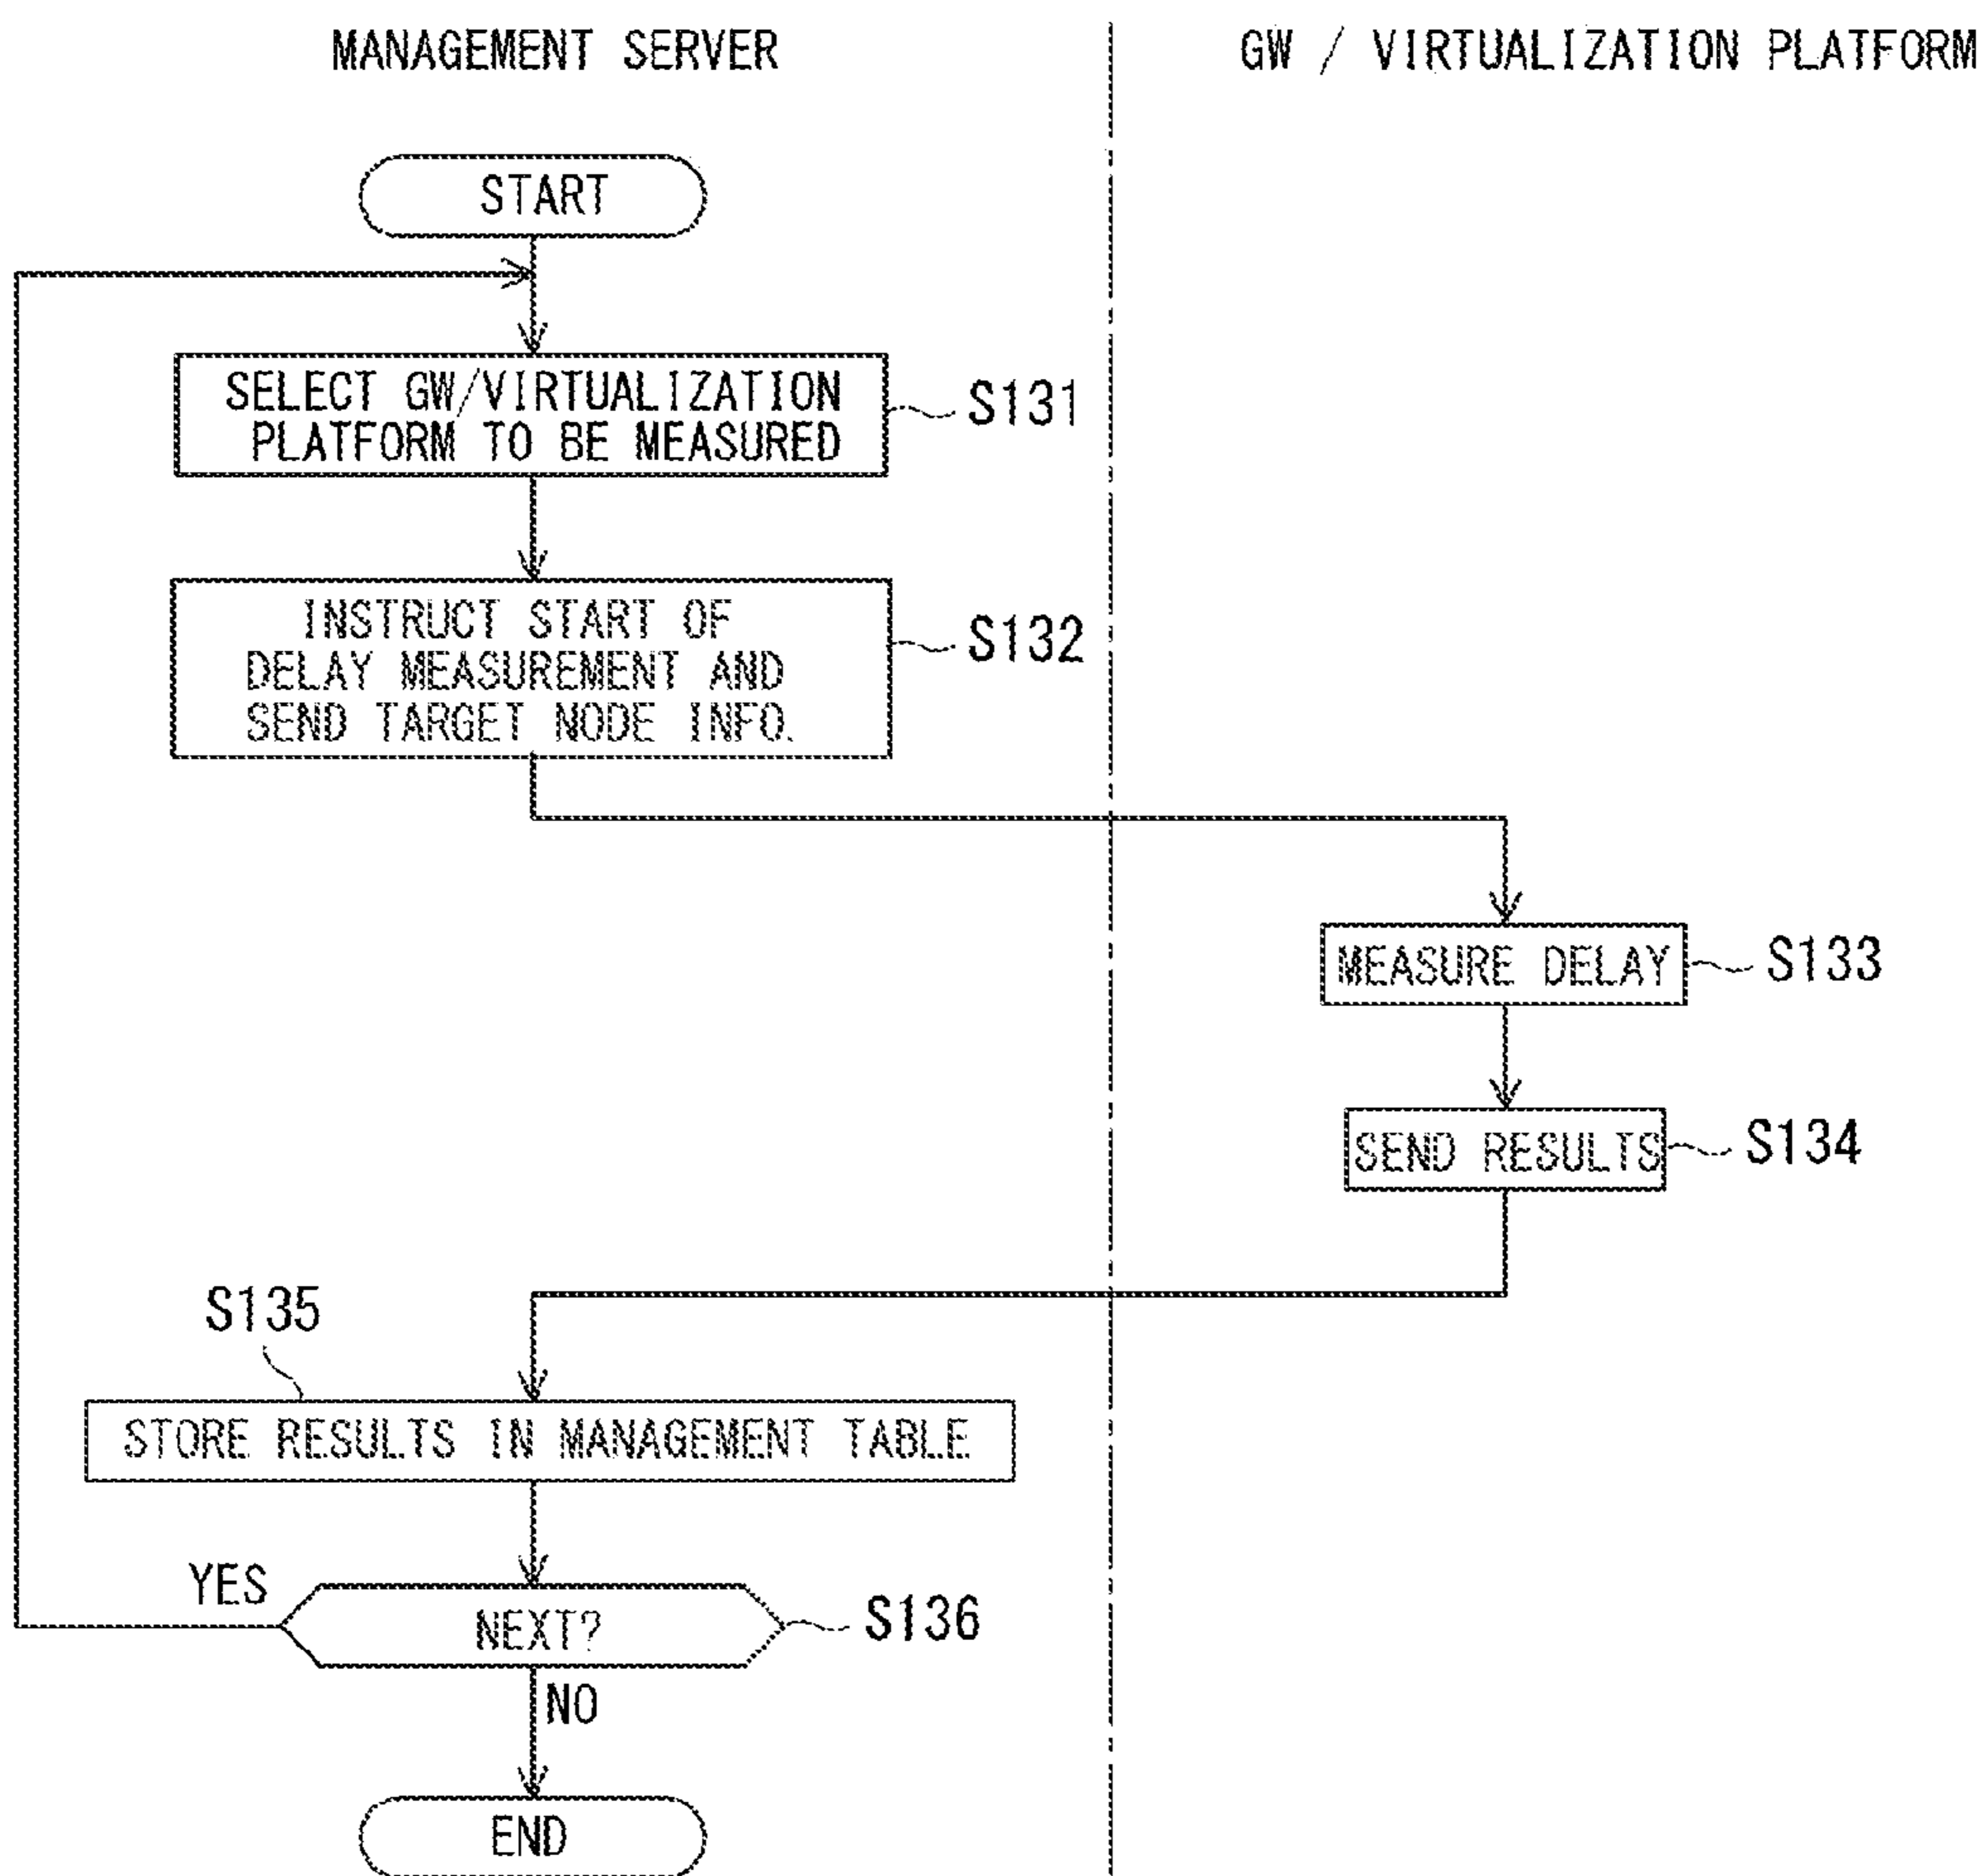 MANAGEMENT SERVER
GW / VIRTUALIZATION PLATFORM
START
SELECT GW/VIRTUALIZATION
PLATFORM TO BE MEASURED
S131
INSTRUCT START OF
DELAY MEASUREMENT AND
SEND TARGET NODE INFO.
S132
MEASURE DELAY
S133
SEND RESULTS
S134
S135
STORE RESULTS IN MANAGEMENT TABLE
YES
NEXT?
S136
NO
END